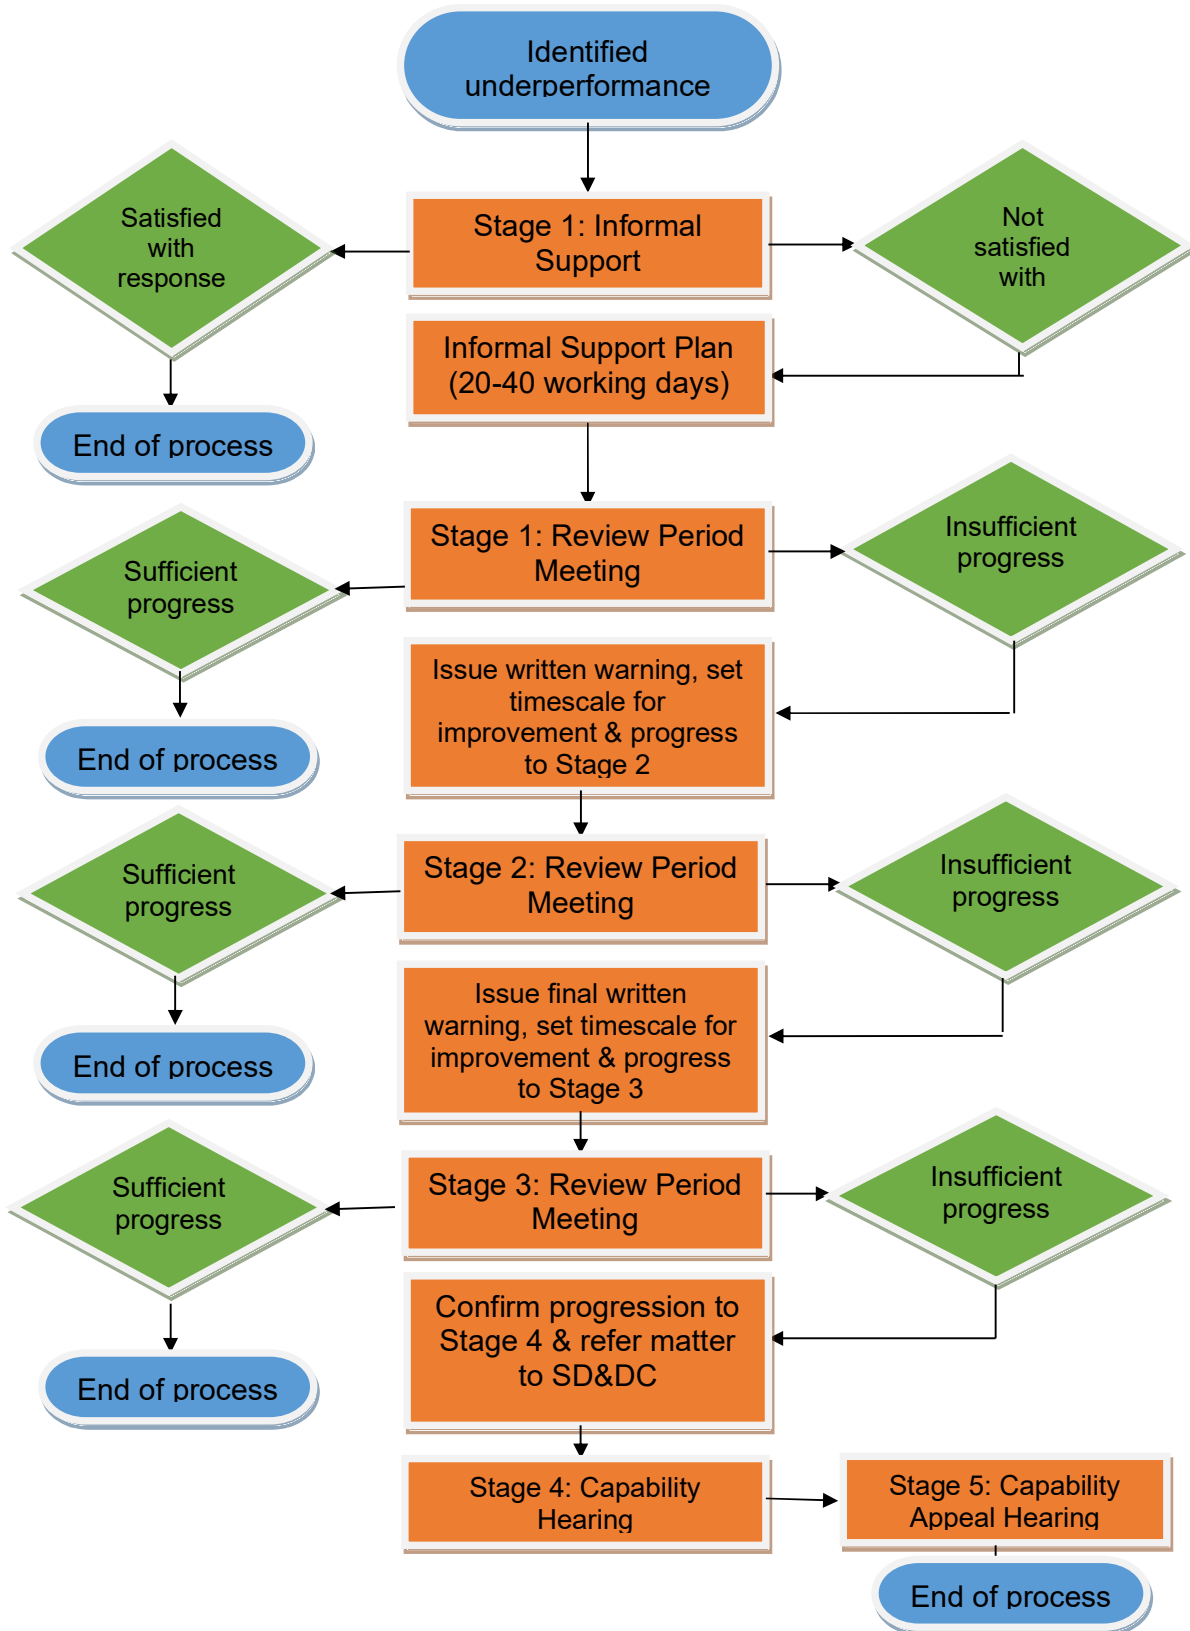 Identified
underperformance
Satisfied
with
response
Stage 1: Informal
Support
Not
satisfied
with
Informal Support Plan
(20-40 working days)
End of process
Stage 1: Review Period
Meeting
Insufficient
progress
Sufficient
progress
Issue written warning, set
timescale for
improvement & progress
to Stage 2
End of process
Stage 2: Review Period
Meeting
Insufficient
progress
Sufficient
progress
Issue final written
warning, set timescale for
improvement & progress
to Stage 3
End of process
Stage 3: Review Period
Meeting
Insufficient
progress
Sufficient
progress
Confirm progression to
Stage 4 & refer matter
to SD&DC
End of process
Stage 4: Capability
Hearing
Stage 5: Capability
Appeal Hearing
End of process